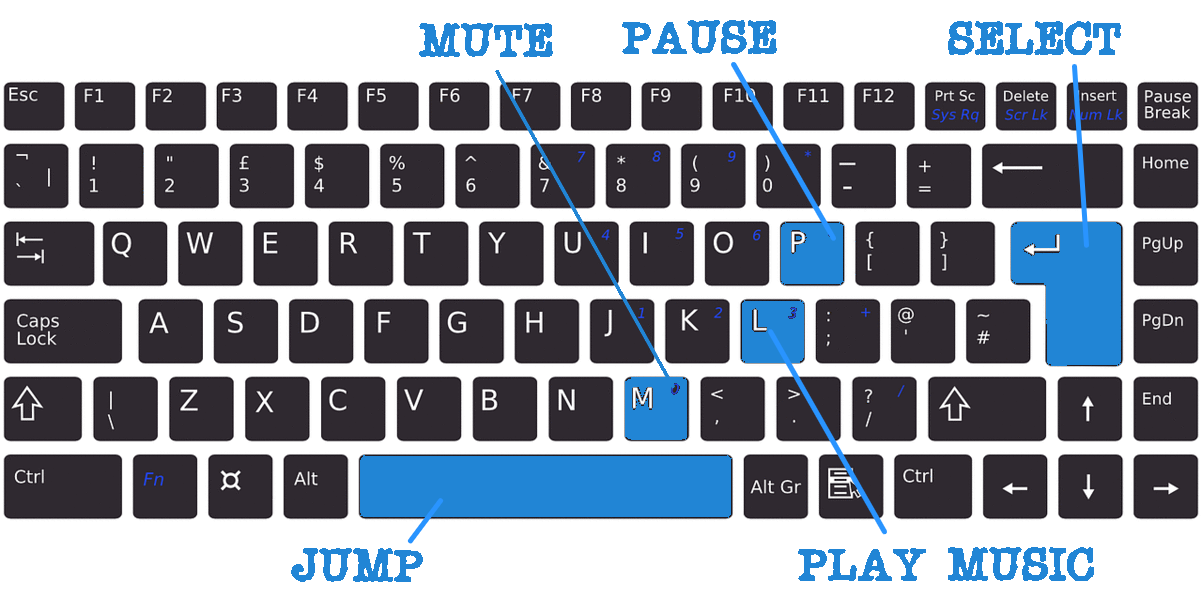 MUTE PAUSE SELECT
Esc F1 F2 F3 F4 F5 F6 F7 F8 F9 F10 F11 F12 Prt Sc Delete Insert Pause
Sys Rq Scr Lk Num Lk Break
¬ ! " £ $ % ^ & 7 * 8 ( 9 ) * — + ← Home
` | 1 2 3 4 5 6 7 8 9 0 - =
Q W E R T Y U 4 I 5 O 6 P { } PgUp
[ ]
Caps A S D F G H J 1 K 2 L 3 : + @ ~ PgDn
Lock ; ' #
| Z X C V B N M < > ? / ↑ End
\ , . /
Ctrl Fn ¤ Alt Alt Gr Ctrl ← ↓ →
JUMP PLAY MUSIC